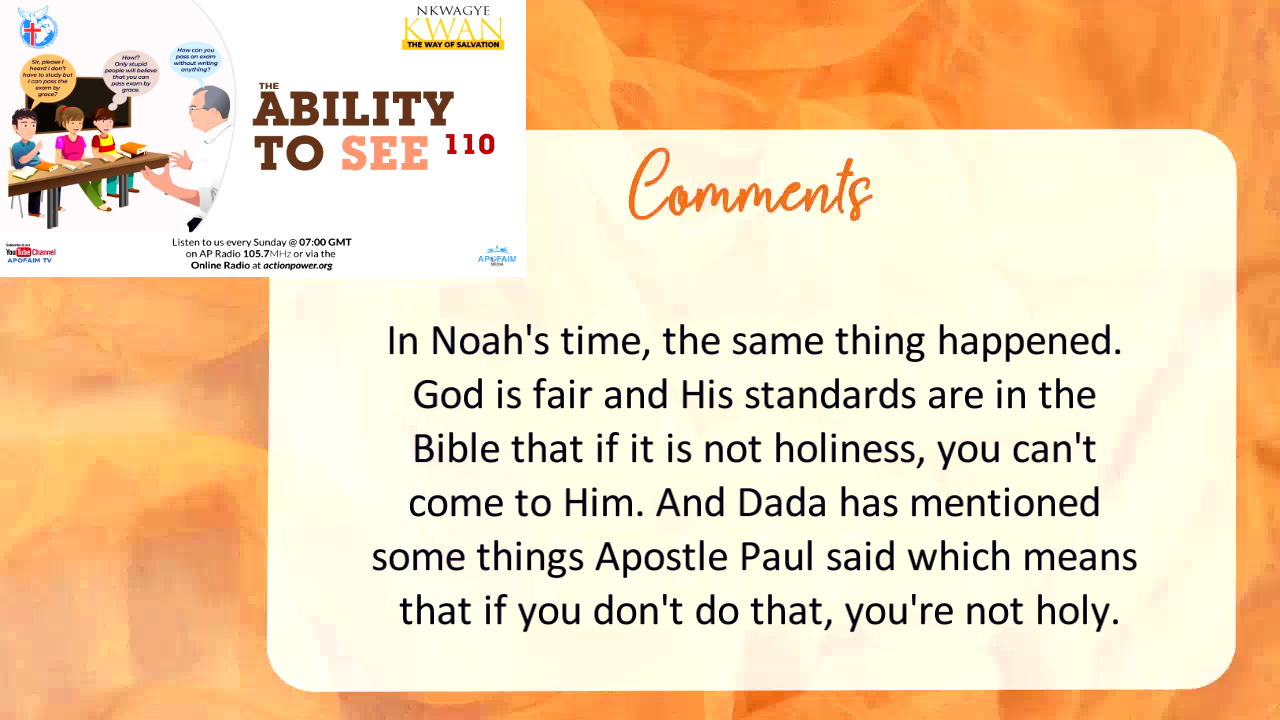 NKWAGYE
KWAN
THE WAY OF SALVATION
Sir, please I
heard I don't
have to study but
I can pass the
exam by
grace?
How!?
Only stupid
people will believe
that you can
pass exam by
grace.
How can you
pass an exam
without writing
anything?
THE
ABILITY
TO SEE 110
Listen to us every Sunday @ 07:00 GMT
on AP Radio 105.7MHz or via the
Online Radio at actionpower.org
Subscribe to our
YouTube Channel
APOFAIM TV
APOFAIM
MEDIA
Comments
In Noah's time, the same thing happened.
God is fair and His standards are in the
Bible that if it is not holiness, you can't
come to Him. And Dada has mentioned
some things Apostle Paul said which means
that if you don't do that, you're not holy.